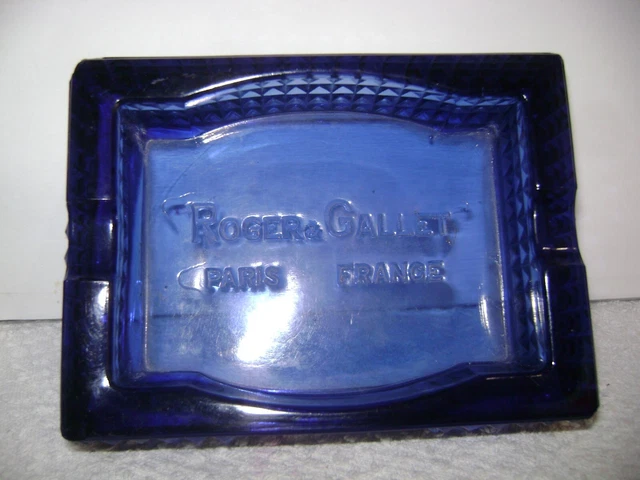 ROGER & GALLET
PARIS FRANCE